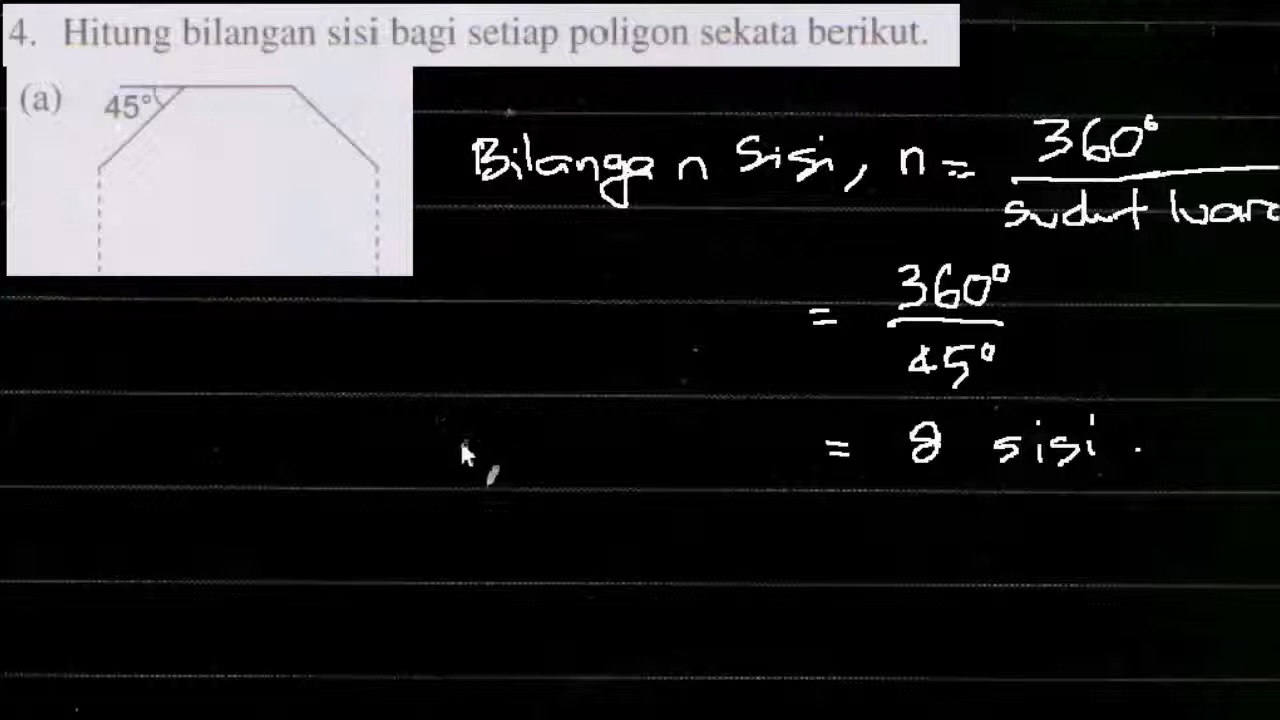 4. Hitung bilangan sisi bagi setiap poligon sekata berikut.
(a) 45°
Bilangan sisi, n = 360° / sudut luar
= 360° / 45°
= 8 sisi.